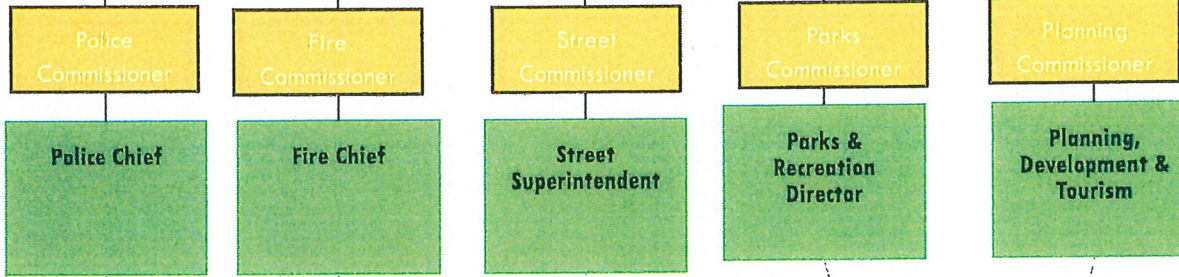 Police
Commissioner
Fire
Commissioner
Street
Commissioner
Parks
Commissioner
Planning
Commissioner
Police Chief
Fire Chief
Street
Superintendent
Parks &
Recreation
Director
Planning,
Development &
Tourism